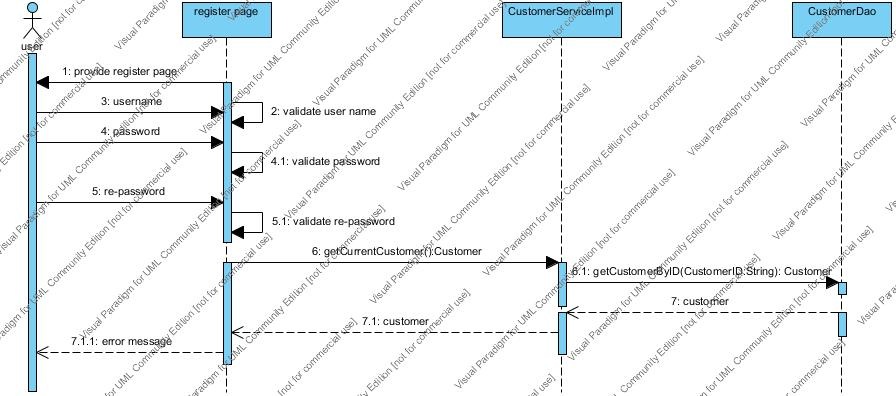 user
register page
CustomerServiceImpl
CustomerDao
1: provide register page
3: username
2: validate user name
4: password
4.1: validate password
5: re-password
5.1: validate re-password
6: getCurrentCustomer():Customer
6.1: getCustomerByID(CustomerID:String): Customer
7: customer
7.1: customer
7.1.1: error message
Visual Paradigm for UML Community Edition [not for commercial use]